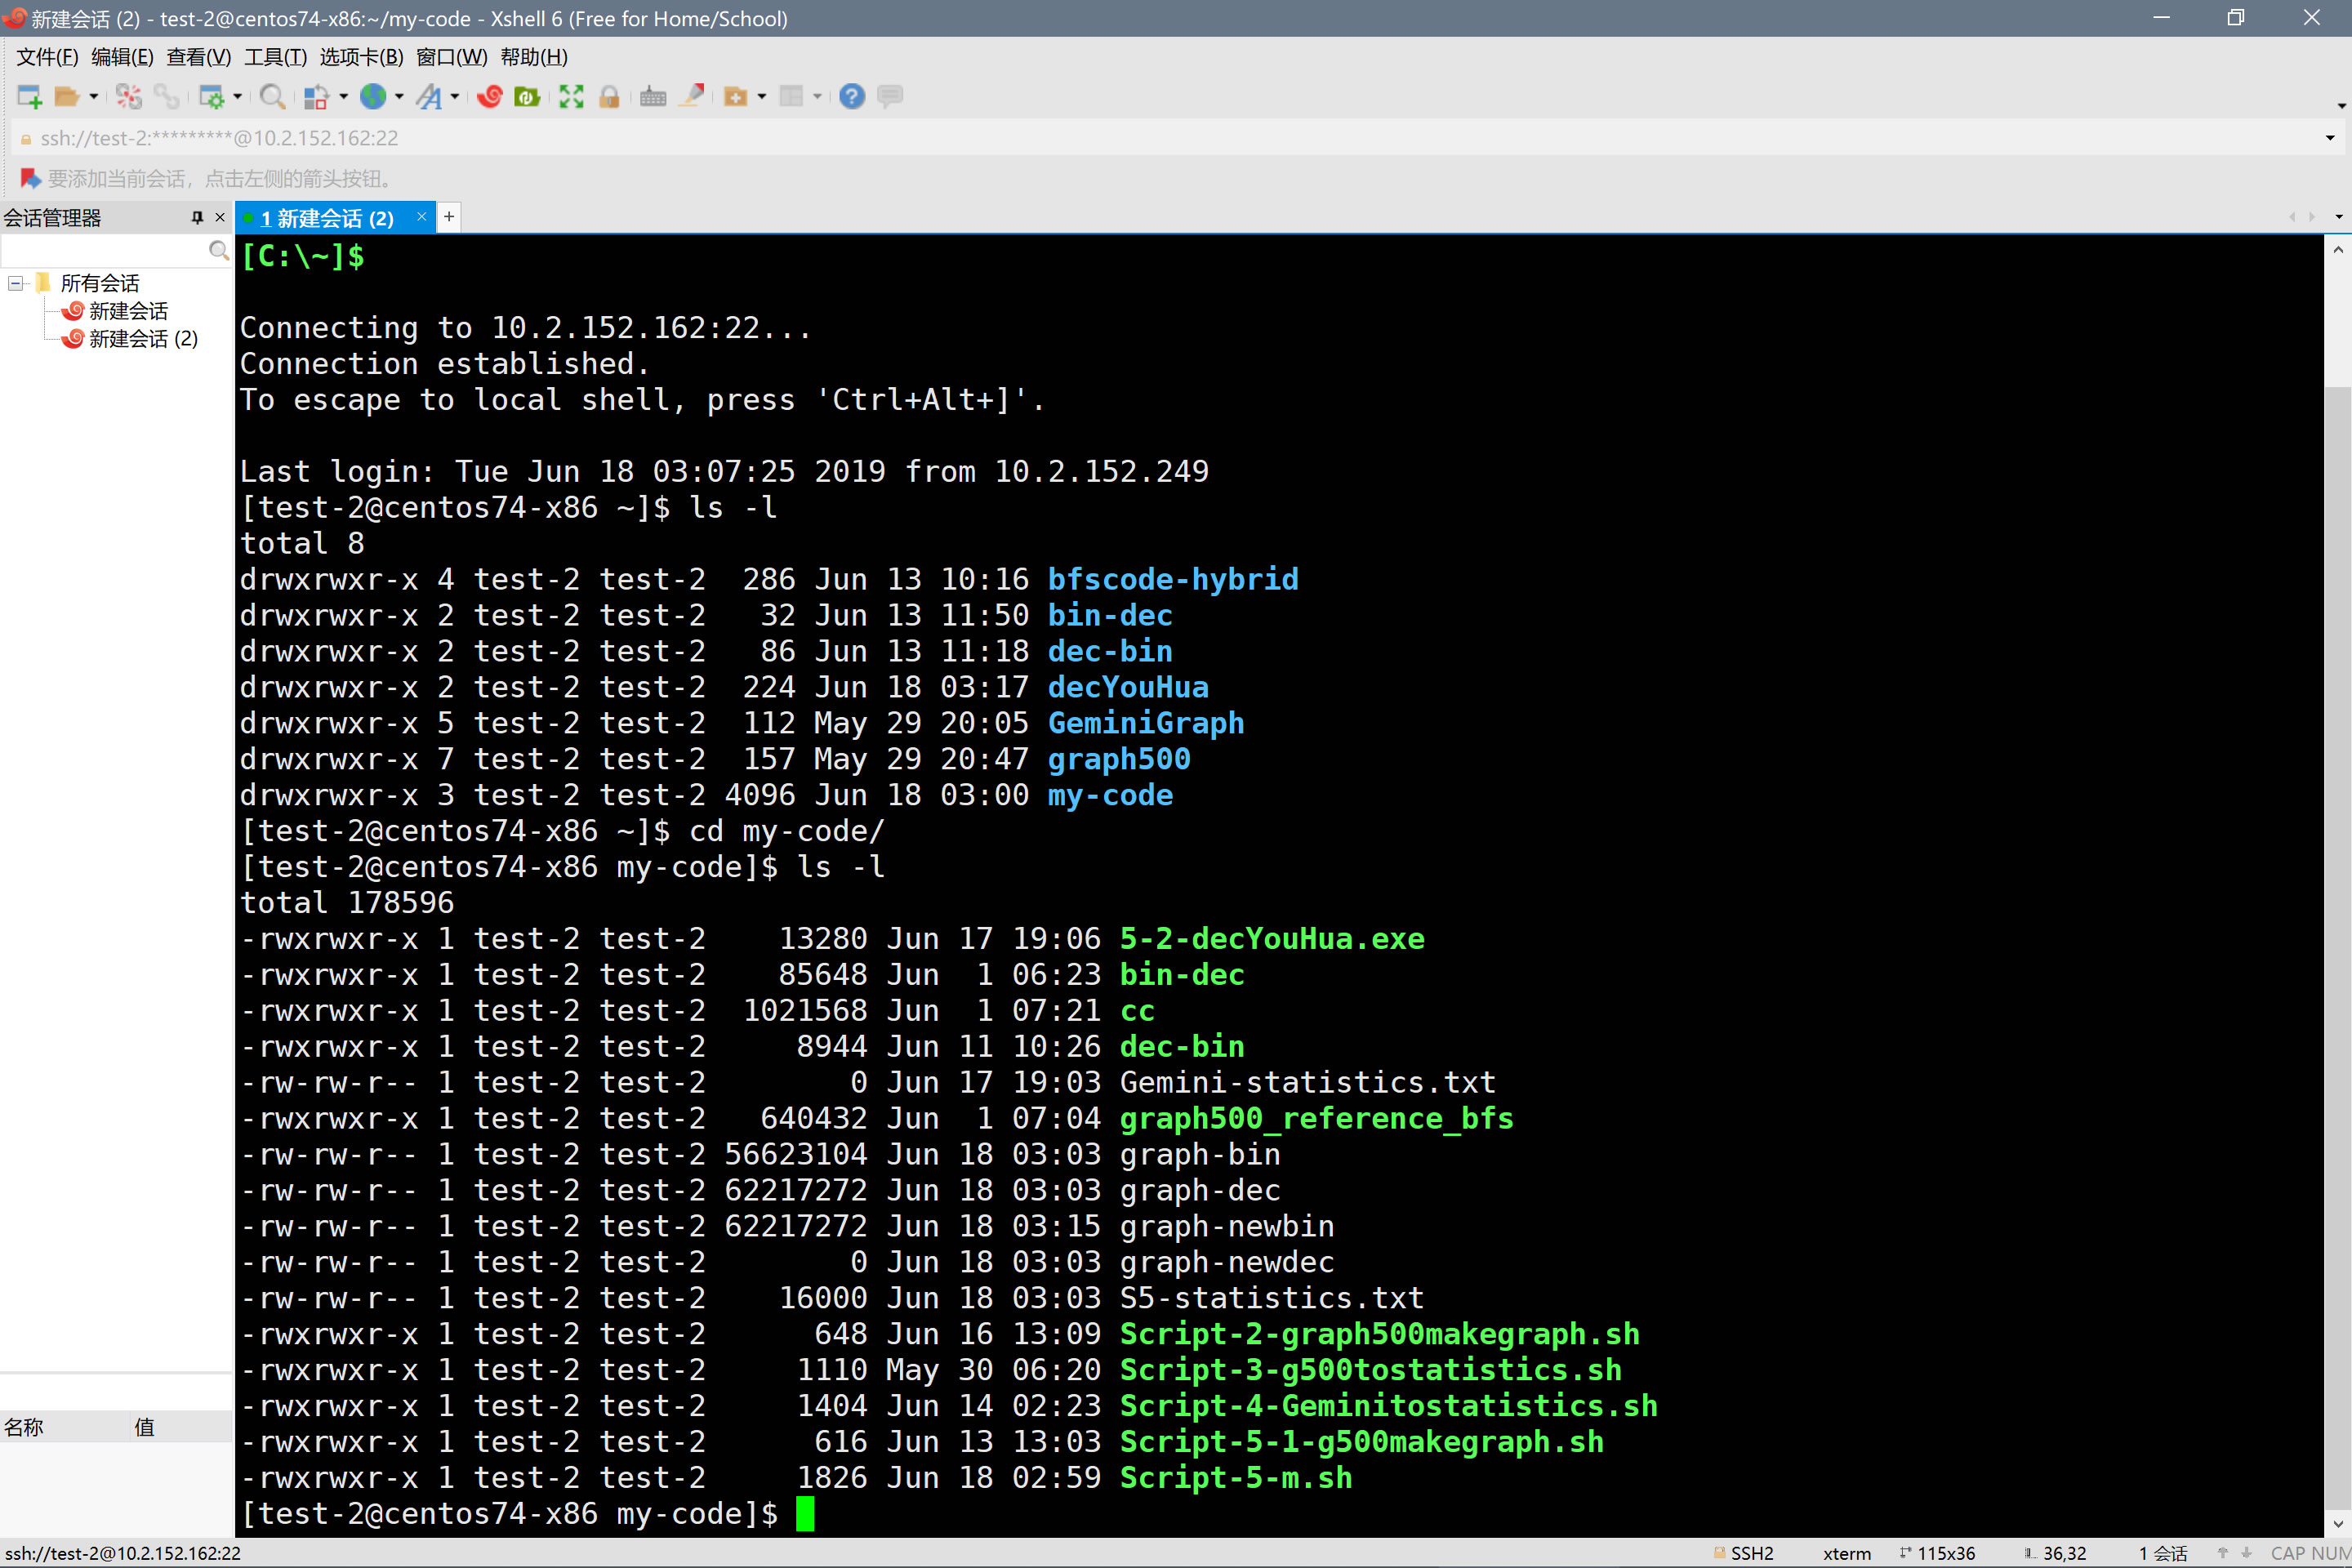 新建会话 (2) - test-2@centos74-x86:~/my-code - Xshell 6 (Free for Home/School)
文件(F) 编辑(E) 查看(V) 工具(T) 选项卡(B) 窗口(W) 帮助(H)
ssh://test-2:*********@10.2.152.162:22
要添加当前会话，点击左侧的箭头按钮。
会话管理器
1 新建会话 (2)
所有会话
新建会话
新建会话 (2)
名称 值
[C:\~]$
Connecting to 10.2.152.162:22...
Connection established.
To escape to local shell, press 'Ctrl+Alt+]'.
Last login: Tue Jun 18 03:07:25 2019 from 10.2.152.249
[test-2@centos74-x86 ~]$ ls -l
total 8
drwxrwxr-x 4 test-2 test-2  286 Jun 13 10:16 bfscode-hybrid
drwxrwxr-x 2 test-2 test-2   32 Jun 13 11:50 bin-dec
drwxrwxr-x 2 test-2 test-2   86 Jun 13 11:18 dec-bin
drwxrwxr-x 2 test-2 test-2  224 Jun 18 03:17 decYouHua
drwxrwxr-x 5 test-2 test-2  112 May 29 20:05 GeminiGraph
drwxrwxr-x 7 test-2 test-2  157 May 29 20:47 graph500
drwxrwxr-x 3 test-2 test-2 4096 Jun 18 03:00 my-code
[test-2@centos74-x86 ~]$ cd my-code/
[test-2@centos74-x86 my-code]$ ls -l
total 178596
-rwxrwxr-x 1 test-2 test-2    13280 Jun 17 19:06 5-2-decYouHua.exe
-rwxrwxr-x 1 test-2 test-2    85648 Jun  1 06:23 bin-dec
-rwxrwxr-x 1 test-2 test-2  1021568 Jun  1 07:21 cc
-rwxrwxr-x 1 test-2 test-2     8944 Jun 11 10:26 dec-bin
-rw-rw-r-- 1 test-2 test-2        0 Jun 17 19:03 Gemini-statistics.txt
-rwxrwxr-x 1 test-2 test-2   640432 Jun  1 07:04 graph500_reference_bfs
-rw-rw-r-- 1 test-2 test-2 56623104 Jun 18 03:03 graph-bin
-rw-rw-r-- 1 test-2 test-2 62217272 Jun 18 03:03 graph-dec
-rw-rw-r-- 1 test-2 test-2 62217272 Jun 18 03:15 graph-newbin
-rw-rw-r-- 1 test-2 test-2        0 Jun 18 03:03 graph-newdec
-rw-rw-r-- 1 test-2 test-2    16000 Jun 18 03:03 S5-statistics.txt
-rwxrwxr-x 1 test-2 test-2      648 Jun 16 13:09 Script-2-graph500makegraph.sh
-rwxrwxr-x 1 test-2 test-2     1110 May 30 06:20 Script-3-g500tostatistics.sh
-rwxrwxr-x 1 test-2 test-2     1404 Jun 14 02:23 Script-4-Geminitostatistics.sh
-rwxrwxr-x 1 test-2 test-2      616 Jun 13 13:03 Script-5-1-g500makegraph.sh
-rwxrwxr-x 1 test-2 test-2     1826 Jun 18 02:59 Script-5-m.sh
[test-2@centos74-x86 my-code]$
ssh://test-2@10.2.152.162:22 SSH2 xterm 115x36 36,32 1 会话 CAP NUM